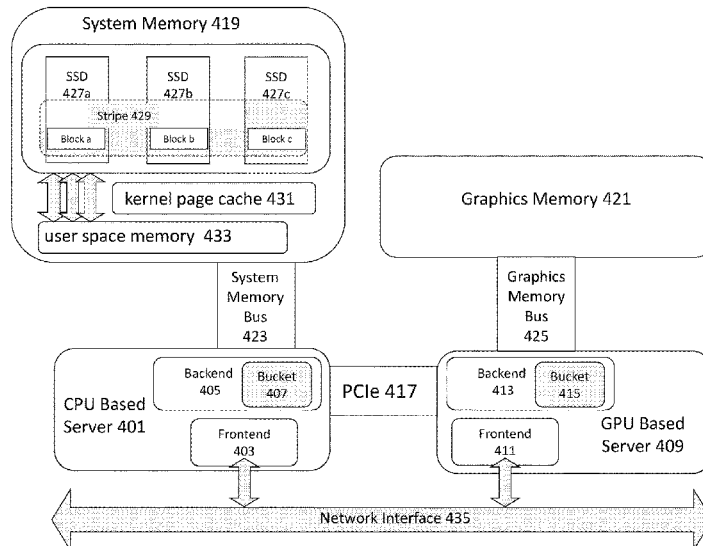 System Memory 419
SSD
427a
SSD
427b
SSD
427c
Stripe 429
Block a
Block b
Block c
kernel page cache 431
user space memory 433
Graphics Memory 421
System
Memory
Bus
423
Graphics
Memory
Bus
425
CPU Based
Server 401
Backend
405
Bucket
407
Frontend
403
PCIe 417
Backend
413
Bucket
415
GPU Based
Server 409
Frontend
411
Network Interface 435